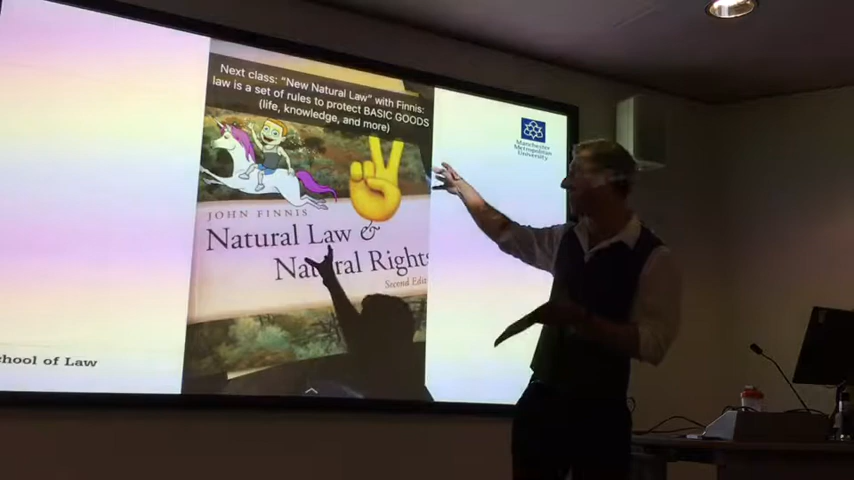 Next class: "New Natural Law" with Finnis:
law is a set of rules to protect BASIC GOODS
(life, knowledge, and more)
Manchester
Metropolitan
University
JOHN FINNIS
Natural Law &
Natural Rights
Second Edit
chool of Law